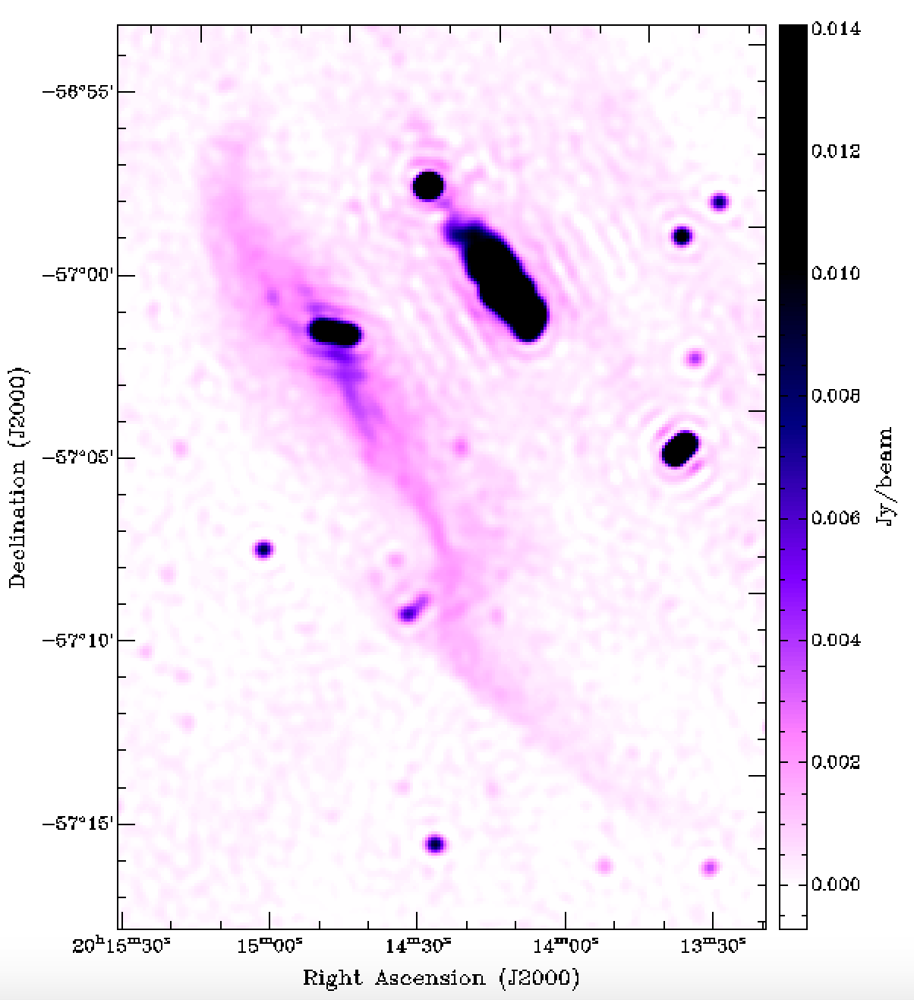 -56°55'
-57°00'
-57°05'
-57°10'
-57°15'
Declination (J2000)
20ʰ15ᵐ30ˢ
15ᵐ00ˢ
14ᵐ30ˢ
14ᵐ00ˢ
13ᵐ30ˢ
Right Ascension (J2000)
0.014
0.012
0.010
0.008
0.006
0.004
0.002
0.000
Jy/beam